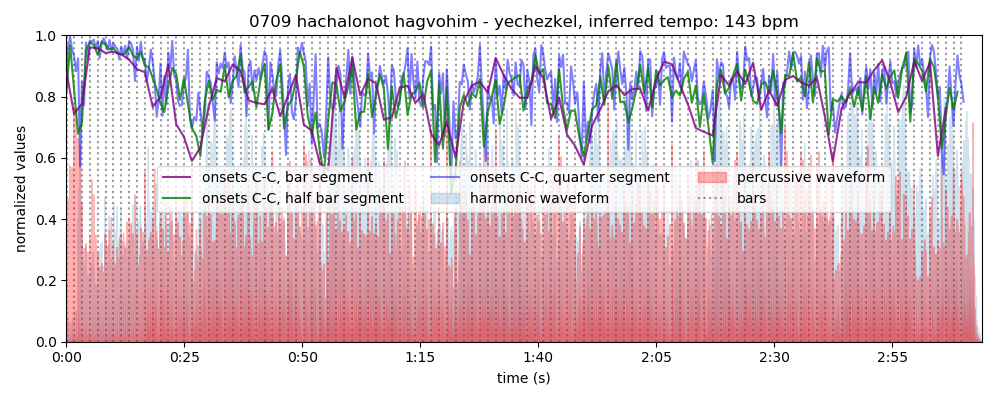 0709 hachalonot hagvohim - yechezkel, inferred tempo: 143 bpm
normalized values
1.0
0.8
0.6
0.4
0.2
0.0
onsets C-C, bar segment
onsets C-C, half bar segment
onsets C-C, quarter segment
harmonic waveform
percussive waveform
bars
0:00 0:25 0:50 1:15 1:40 2:05 2:30 2:55
time (s)